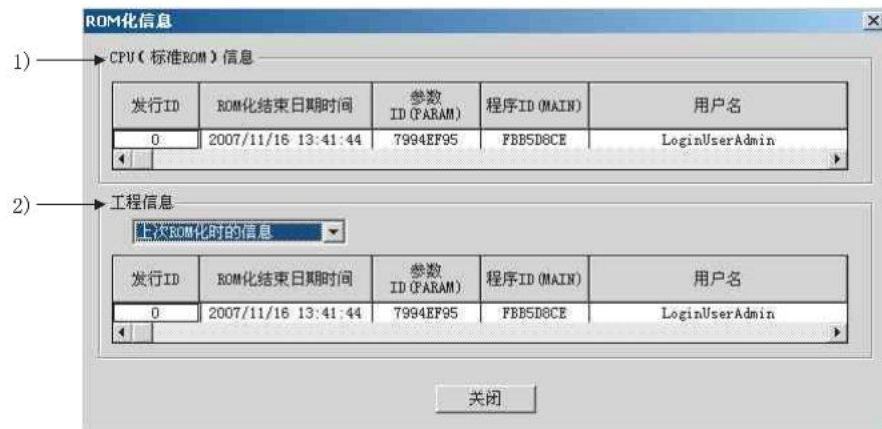 ROM化信息
1)
CPU(标准ROM)信息
发行ID ROM化结束日期时间 参数ID(PARAM) 程序ID(MAIN) 用户名
0 2007/11/16 13:41:44 7994EF95 FBB5D8CE LoginUserAdmin
2)
工程信息
上次ROM化时的信息
发行ID ROM化结束日期时间 参数ID(PARAM) 程序ID(MAIN) 用户名
0 2007/11/16 13:41:44 7994EF95 FBB5D8CE LoginUserAdmin
关闭